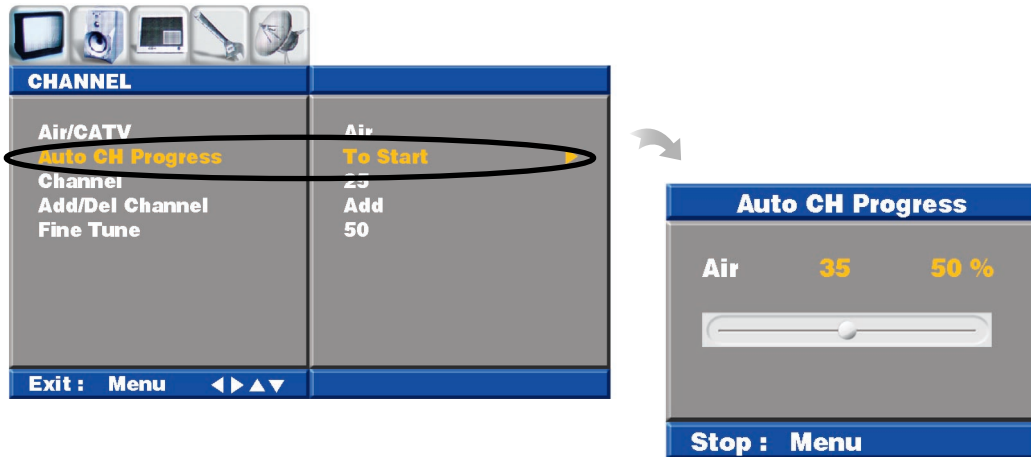 CHANNEL
Air/CATV Air
Auto CH Progress To Start
Channel 25
Add/Del Channel Add
Fine Tune 50
Exit : Menu ◀▶▲▼
Auto CH Progress
Air 35 50 %
Stop : Menu